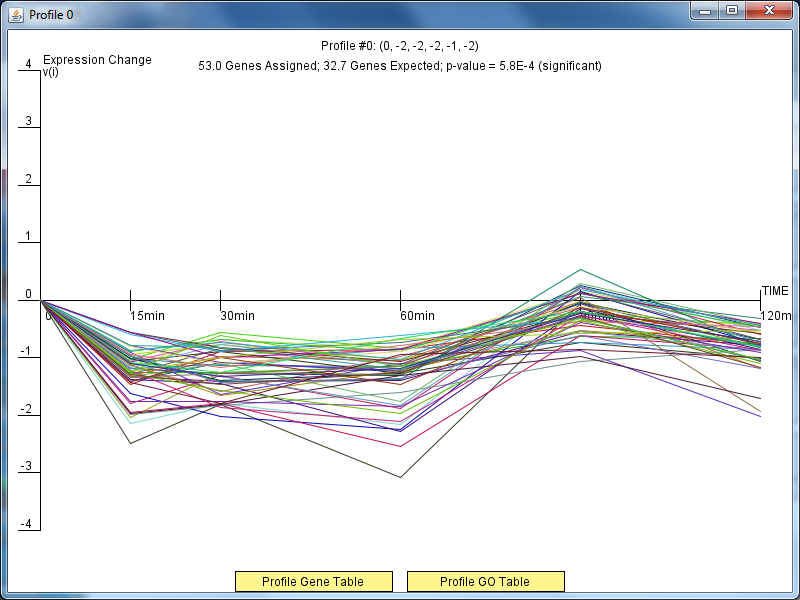 Profile 0
Profile #0: (0, -2, -2, -2, -1, -2)
53.0 Genes Assigned; 32.7 Genes Expected; p-value = 5.8E-4 (significant)
Expression Change
v(i)
4
3
2
1
0
-1
-2
-3
-4
TIME
0
15min
30min
60min
120m
Profile Gene Table
Profile GO Table